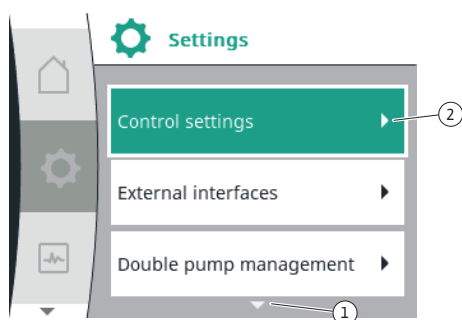 Settings
Control settings
2
External interfaces
Double pump management
1